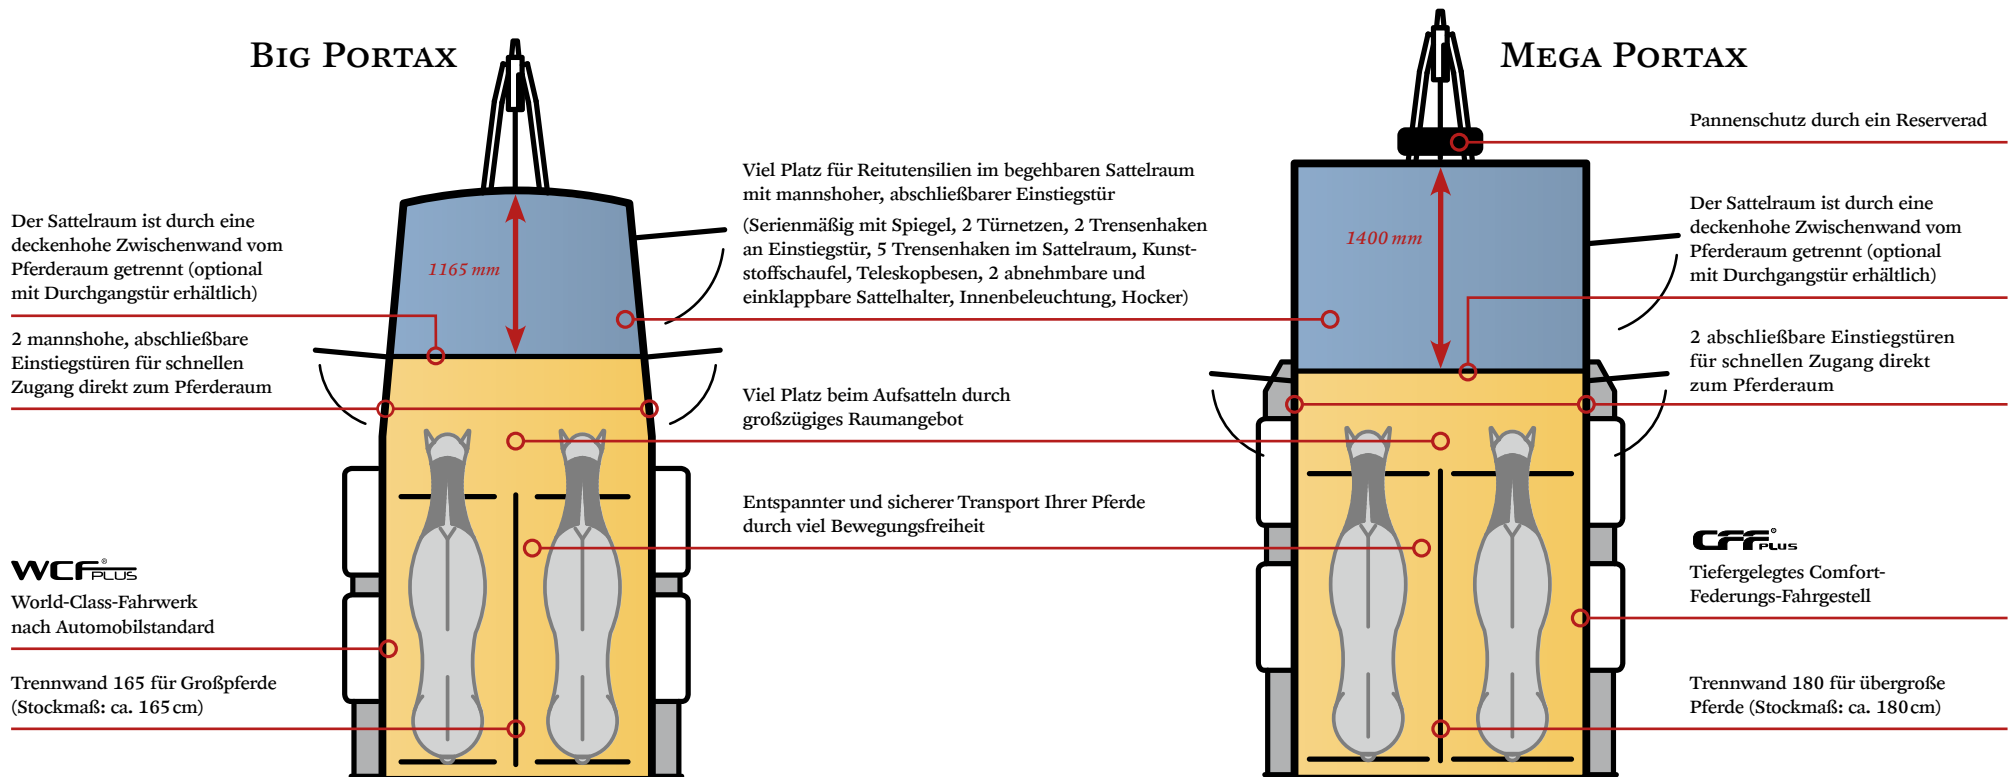 BIG PORTAX
Der Sattelraum ist durch eine
deckenhohe Zwischenwand vom
Pferderaum getrennt (optional
mit Durchgangstür erhältlich)
2 mannshohe, abschließbare
Einstiegstüren für schnellen
Zugang direkt zum Pferderaum
WCF PLUS®
World-Class-Fahrwerk
nach Automobilstandard
Trennwand 165 für Großpferde
(Stockmaß: ca. 165 cm)
1165 mm
Viel Platz für Reitutensilien im begehbaren Sattelraum
mit mannshoher, abschließbarer Einstiegstür
(Serienmäßig mit Spiegel, 2 Türnetzen, 2 Trensenhaken
an Einstiegstür, 5 Trensenhaken im Sattelraum, Kunst-
stoffschaufel, Teleskopbesen, 2 abnehmbare und
einklappbare Sattelhalter, Innenbeleuchtung, Hocker)
Viel Platz beim Aufsatteln durch
großzügiges Raumangebot
Entspannter und sicherer Transport Ihrer Pferde
durch viel Bewegungsfreiheit
MEGA PORTAX
1400 mm
Pannenschutz durch ein Reserverad
Der Sattelraum ist durch eine
deckenhohe Zwischenwand vom
Pferderaum getrennt (optional
mit Durchgangstür erhältlich)
2 abschließbare Einstiegstüren
für schnellen Zugang direkt
zum Pferderaum
CFF PLUS®
Tiefergelegtes Comfort-
Federungs-Fahrgestell
Trennwand 180 für übergroße
Pferde (Stockmaß: ca. 180 cm)